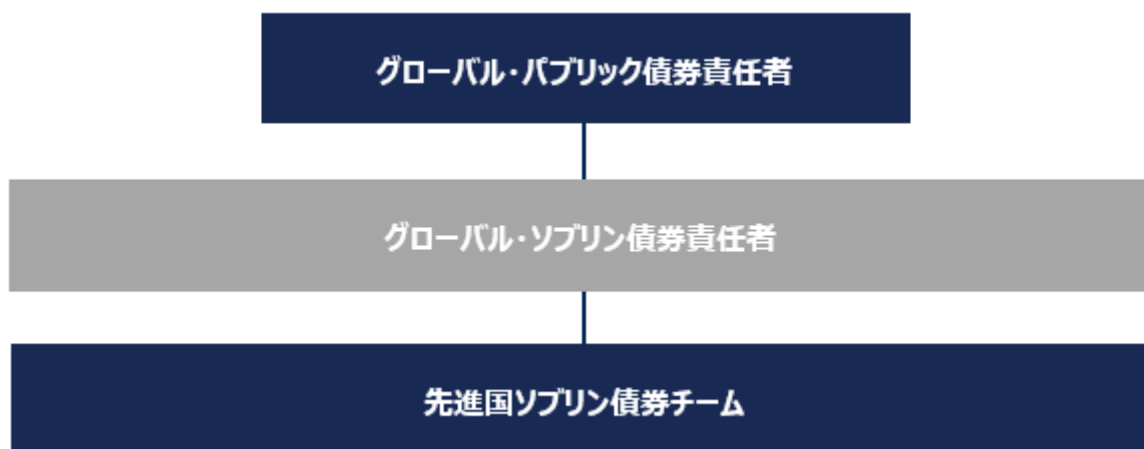 グローバル・パブリック債券責任者
グローバル・ソブリン債券責任者
先進国ソブリン債券チーム